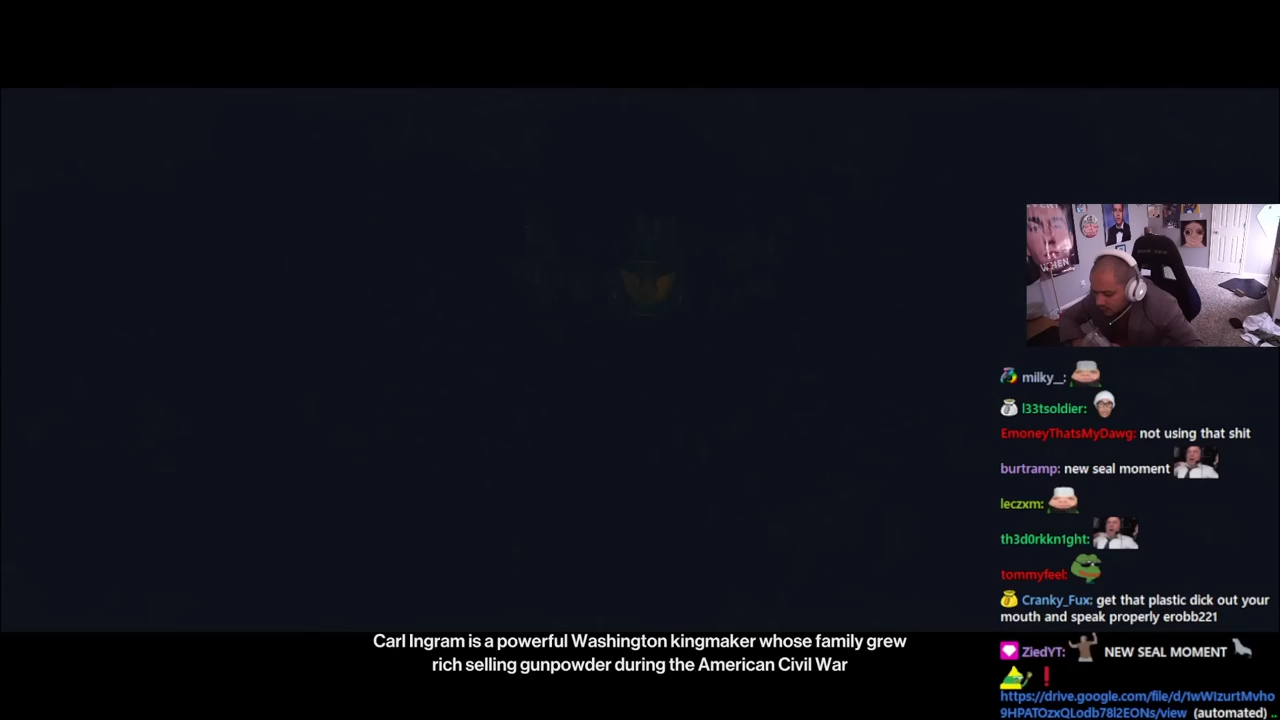 WHEN
milky__:
l33tsoldier:
EmoneyThatsMyDawg: not using that shit
burtramp: new seal moment
leczxm:
th3d0rkkn1ght:
tommyfeel:
Cranky_Fux: get that plastic dick out your
mouth and speak properly erobb221
ZiedYT: NEW SEAL MOMENT
https://drive.google.com/file/d/1wWIzurtMvho
9HPATOzxQLodb78l2EONs/view (automated)
Carl Ingram is a powerful Washington kingmaker whose family grew
rich selling gunpowder during the American Civil War